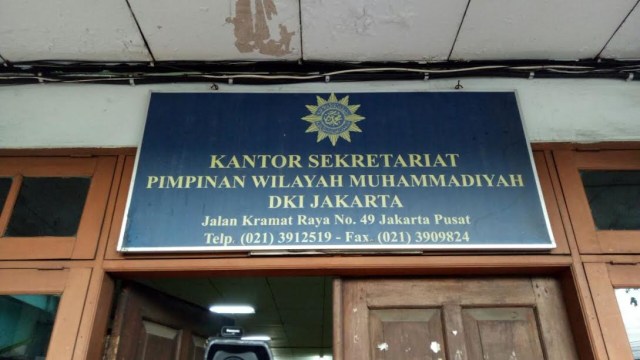 KANTOR SEKRETARIAT
PIMPINAN WILAYAH MUHAMMADIYAH
DKI JAKARTA
Jalan Kramat Raya No. 49 Jakarta Pusat
Telp. (021) 3912519 - Fax. (021) 3909824